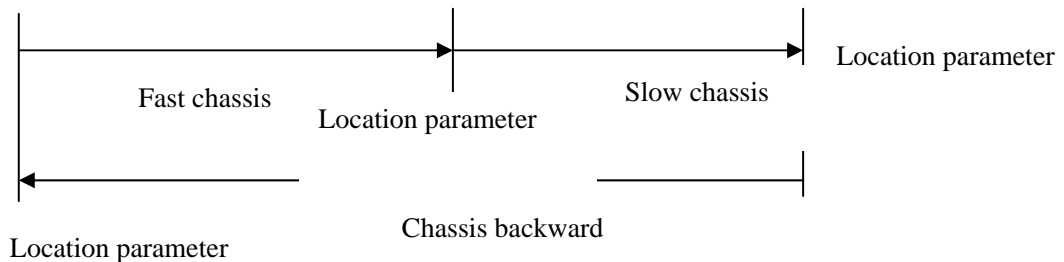 Location parameter
Fast chassis
Slow chassis
Location parameter
Chassis backward
Location parameter